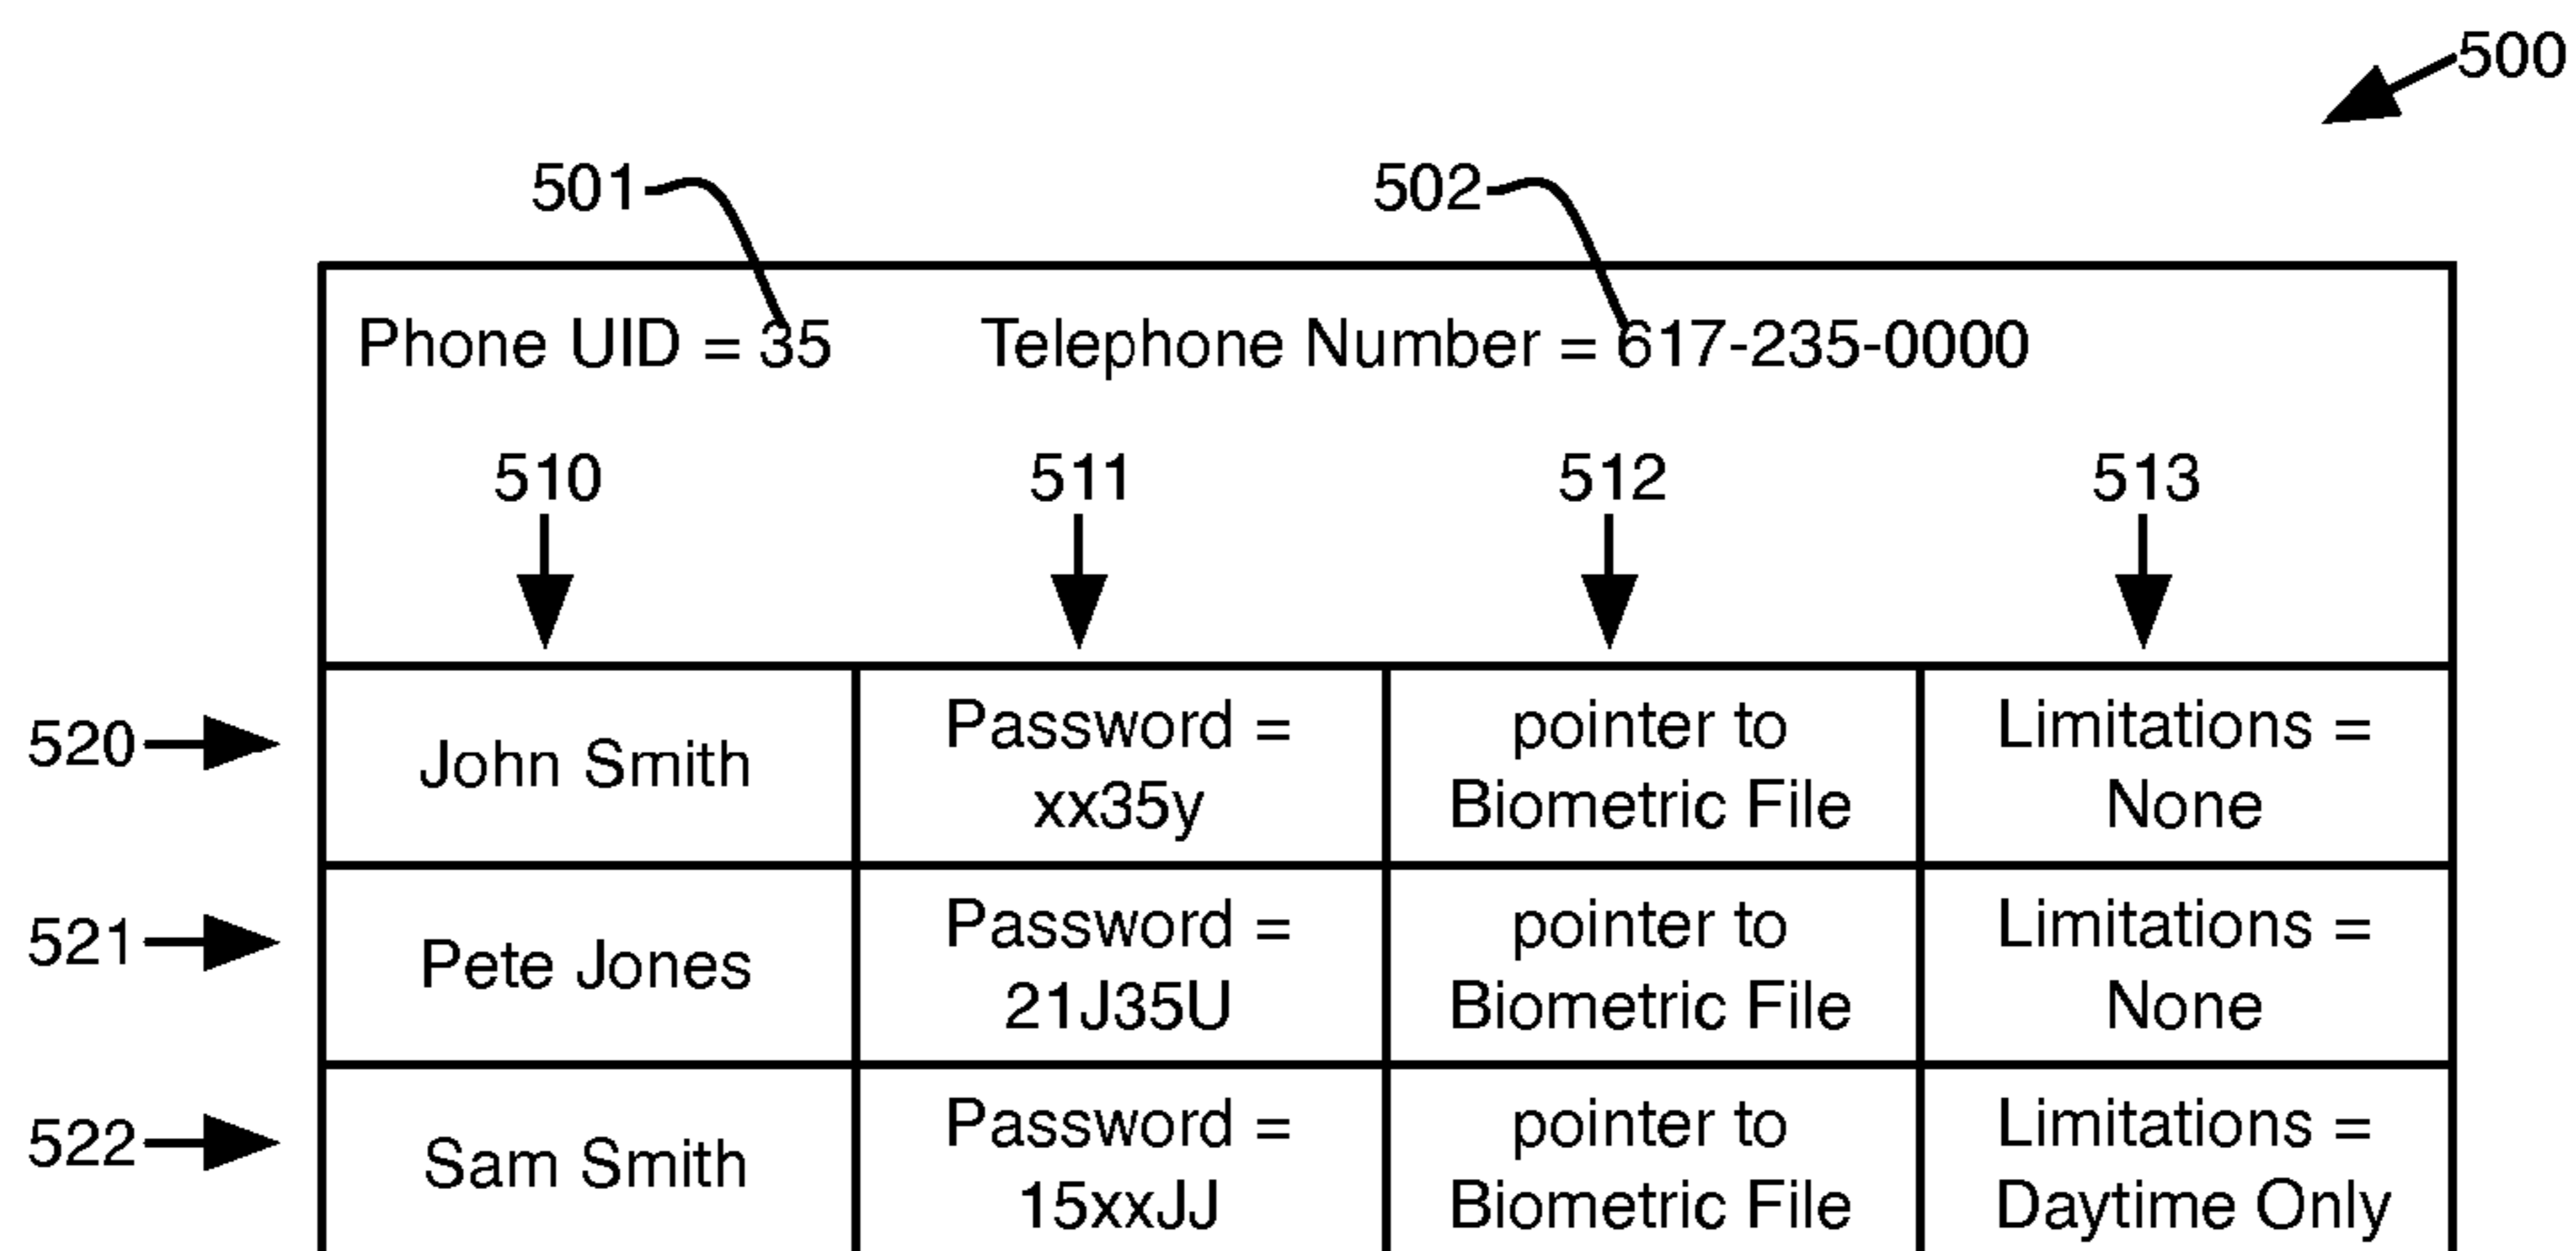 500
501 502
Phone UID = 35 Telephone Number = 617-235-0000
510 511 512 513
520 John Smith Password = xx35y pointer to Biometric File Limitations = None
521 Pete Jones Password = 21J35U pointer to Biometric File Limitations = None
522 Sam Smith Password = 15xxJJ pointer to Biometric File Limitations = Daytime Only